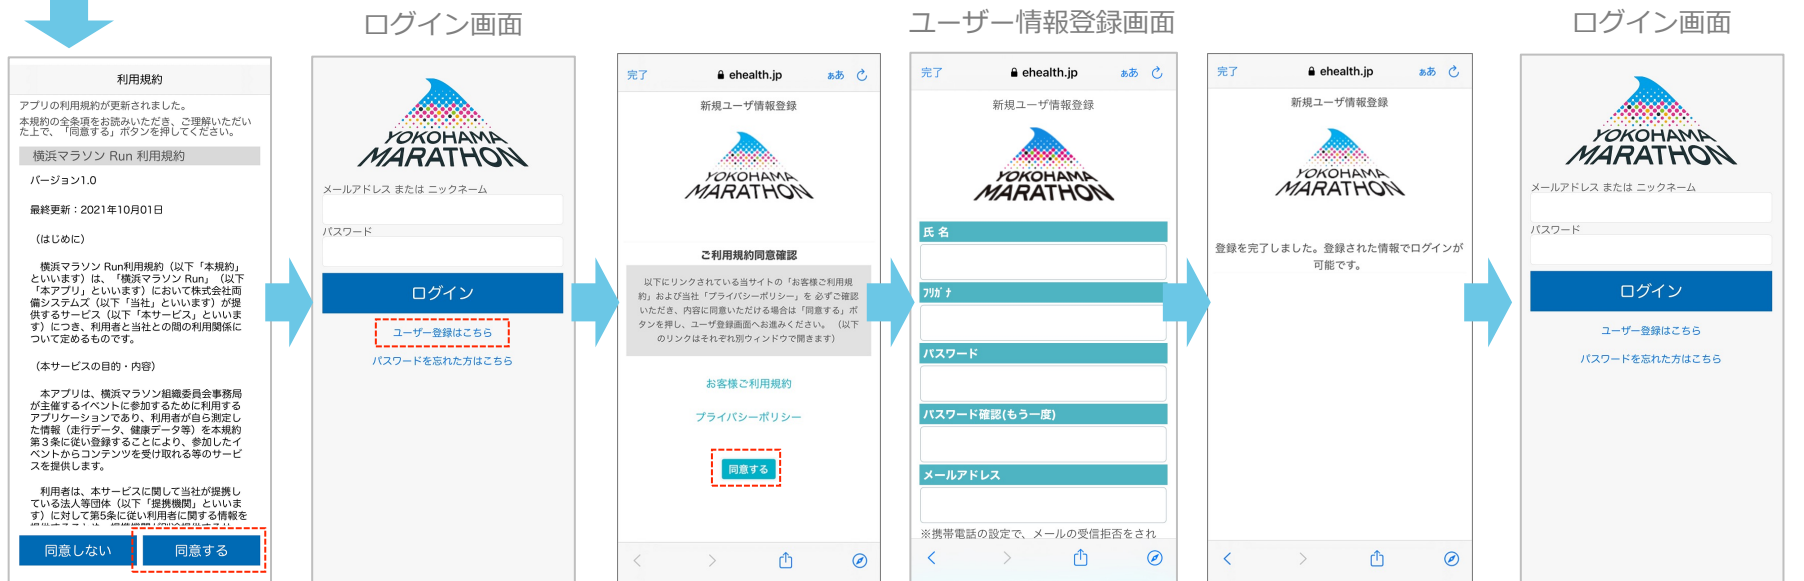 ログイン画面
ユーザー情報登録画面
ログイン画面
利用規約
アプリの利用規約が更新されました。
本規約の全条項をお読みいただき、ご理解いただい
た上で、「同意する」ボタンを押してください。
横浜マラソン Run 利用規約
バージョン1.0
最終更新：2021年10月01日
（はじめに）
横浜マラソン Run利用規約（以下「本規約」
といいます）は、「横浜マラソン Run」（以下
「本アプリ」といいます）において株式会社両
備システムズ（以下「当社」といいます）が提
供するサービス（以下「本サービス」といいま
す）につき、利用者と当社との間の利用関係に
ついて定めるものです。
（本サービスの目的・内容）
本アプリは、横浜マラソン組織委員会事務局
が主催するイベントに参加するために利用する
アプリケーションであり、利用者が自ら測定し
た情報（走行データ、健康データ等）を本規約
第３条に従い登録することにより、参加したイ
ベントからコンテンツを受け取れる等のサービ
スを提供します。
利用者は、本サービスに関して当社が提携し
ている法人等団体（以下「提携機関」といいま
す）に対して第5条に従い利用者に関する情報を
同意しない
同意する
YOKOHAMA
MARATHON
メールアドレス または ニックネーム
パスワード
ログイン
ユーザー登録はこちら
パスワードを忘れた方はこちら
完了
ehealth.jp
ああ
新規ユーザ情報登録
YOKOHAMA
MARATHON
ご利用規約同意確認
以下にリンクされている当サイトの「お客様ご利用規
約」および当社「プライバシーポリシー」を 必ずご確認
いただき、内容に同意いただける場合は「同意する」ボ
タンを押し、ユーザ登録画面へお進みください。 （以下
のリンクはそれぞれ別ウィンドウで開きます）
お客様ご利用規約
プライバシーポリシー
同意する
完了
ehealth.jp
ああ
新規ユーザ情報登録
YOKOHAMA
MARATHON
氏 名
ﾌﾘｶﾞﾅ
パスワード
パスワード確認(もう一度)
メールアドレス
※携帯電話の設定で、メールの受信拒否をされ
完了
ehealth.jp
ああ
新規ユーザ情報登録
YOKOHAMA
MARATHON
登録を完了しました。登録された情報でログインが
可能です。
YOKOHAMA
MARATHON
メールアドレス または ニックネーム
パスワード
ログイン
ユーザー登録はこちら
パスワードを忘れた方はこちら